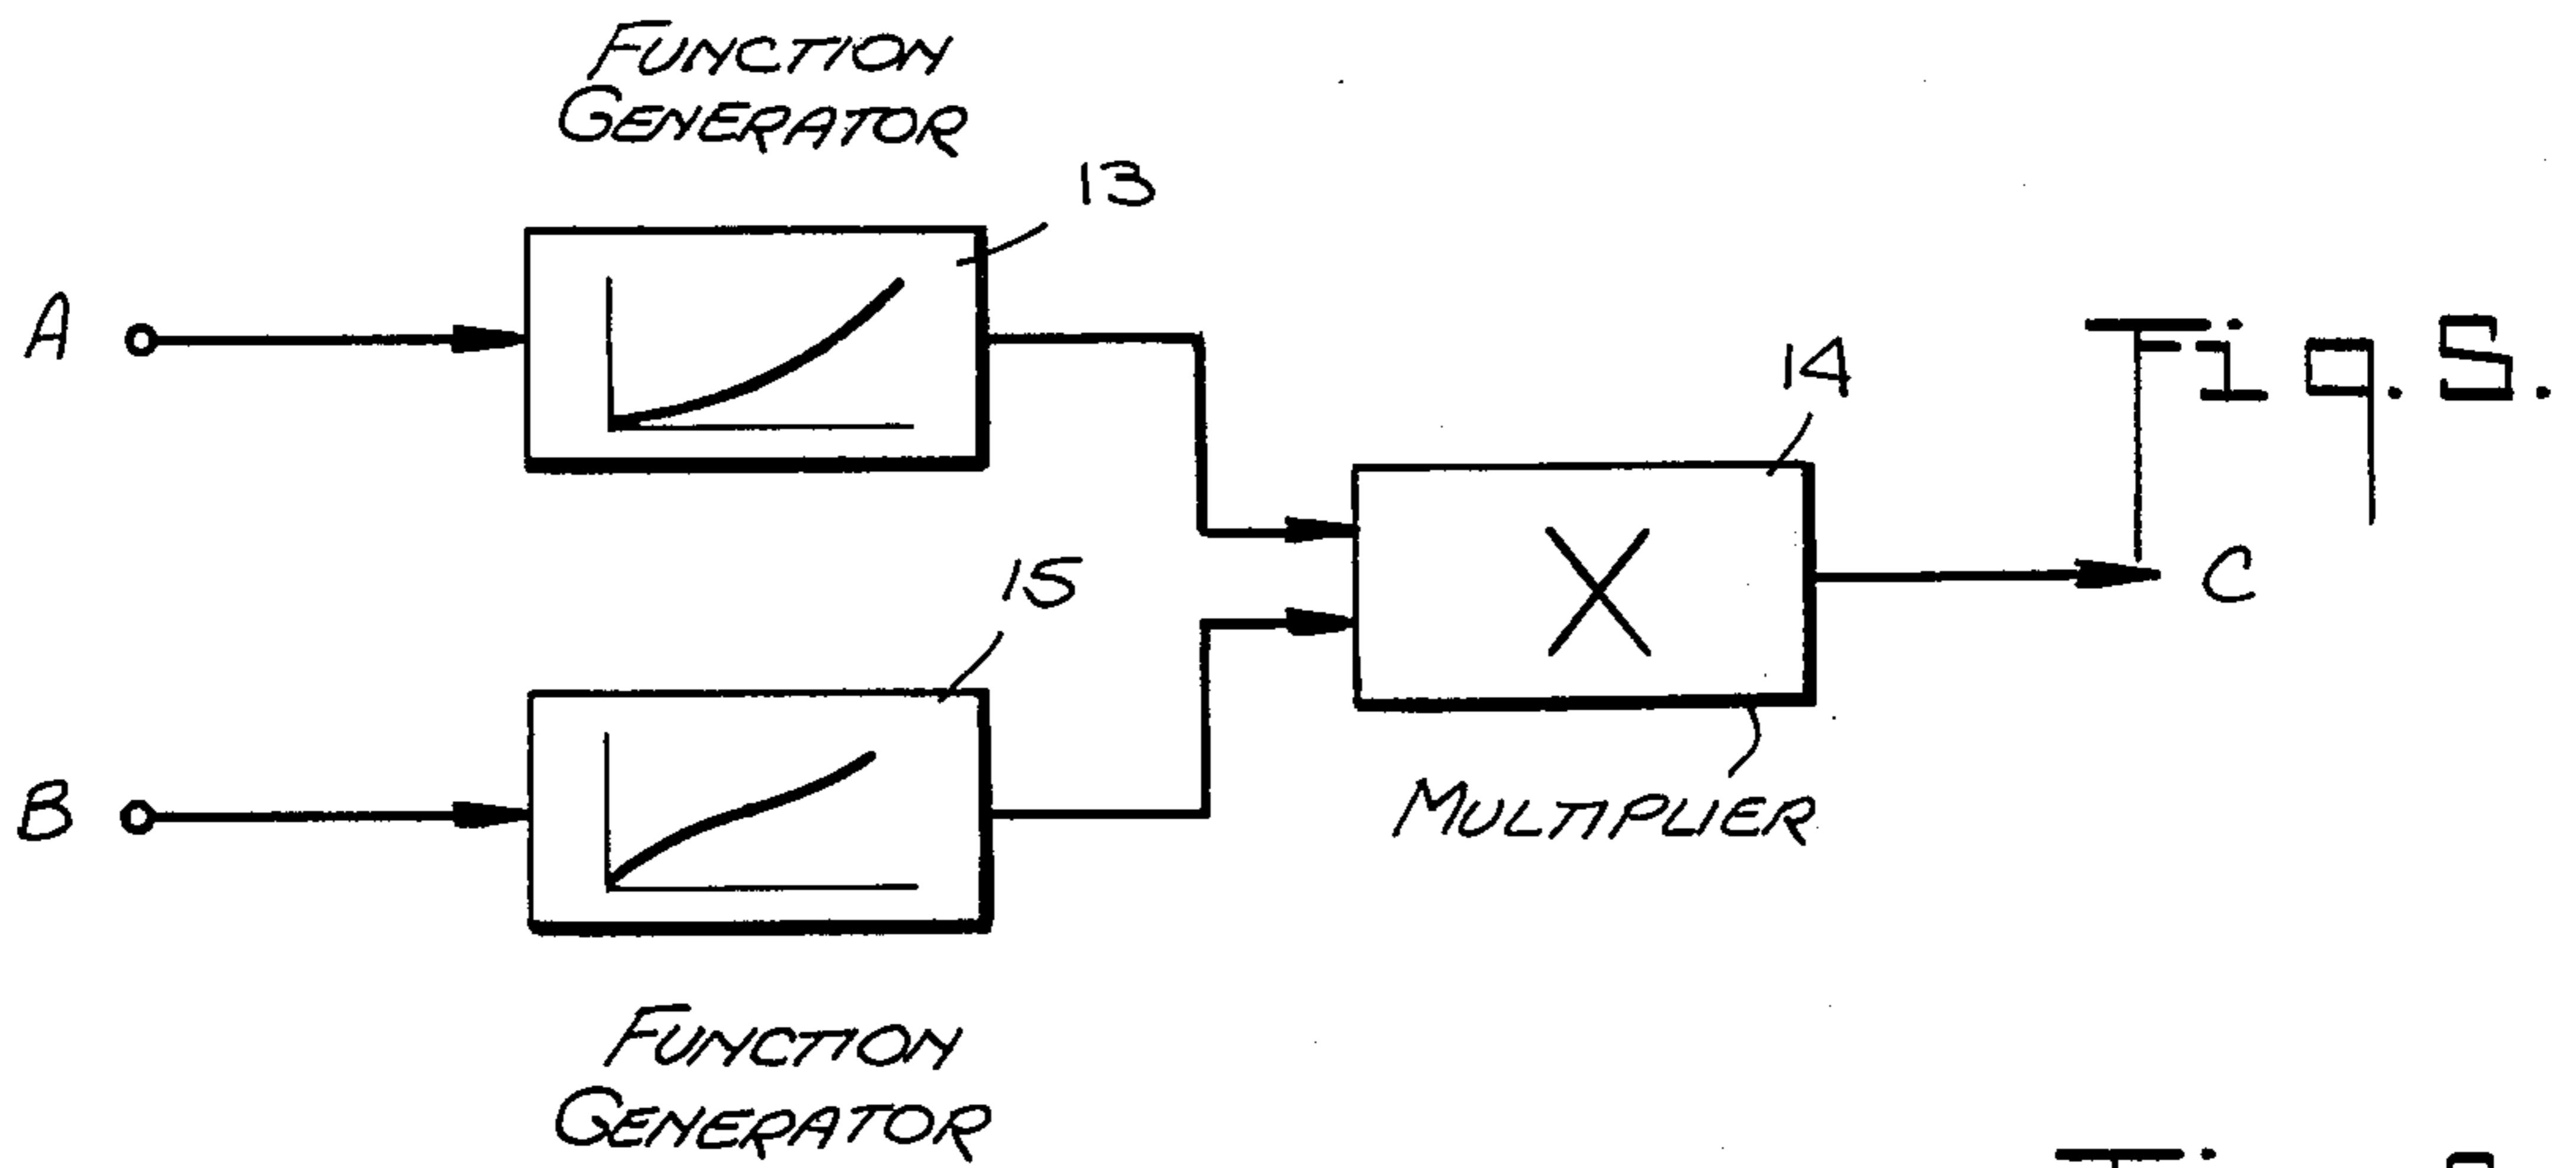 FUNCTION
GENERATOR
13
A
Fig. 5.
14
X
C
15
B
MULTIPLIER
FUNCTION
GENERATOR